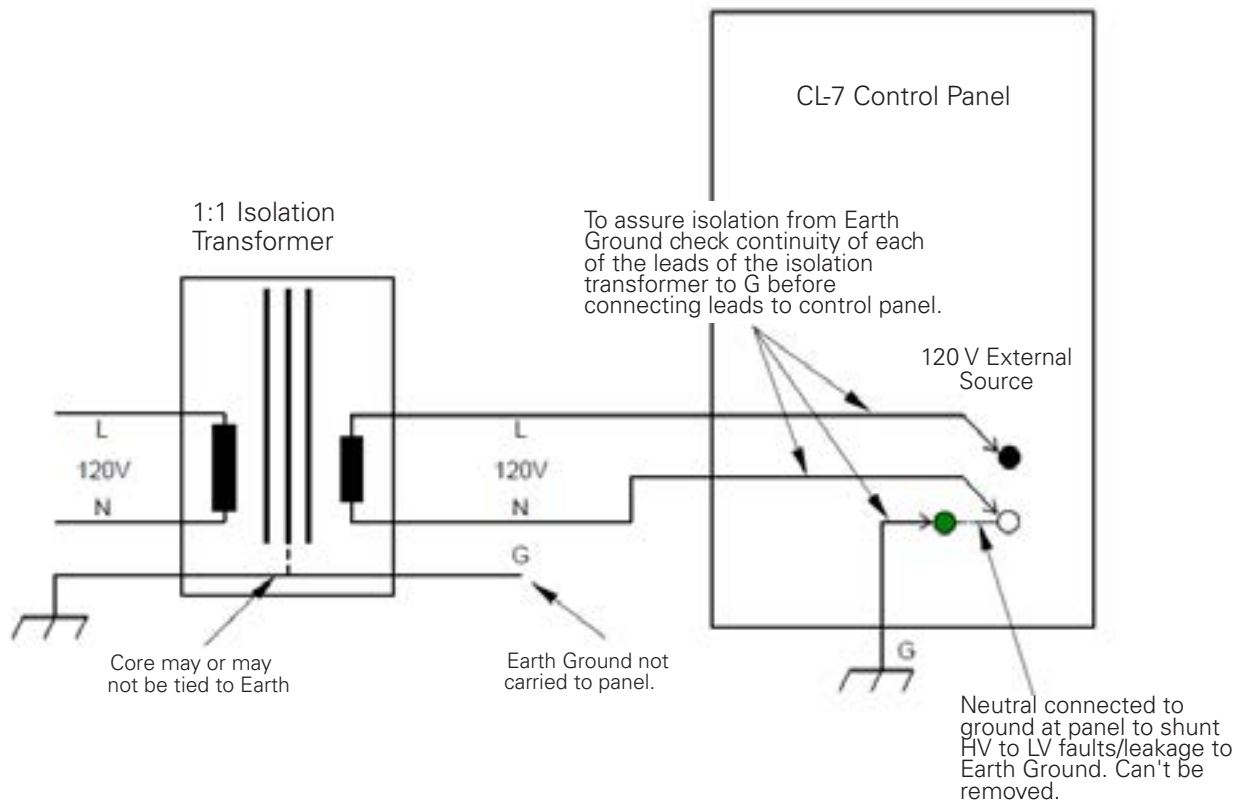 CL-7 Control Panel
1:1 Isolation
Transformer
To assure isolation from Earth
Ground check continuity of each
of the leads of the isolation
transformer to G before
connecting leads to control panel.
120 V External
Source
L
120V
N
L
120V
N
G
G
Core may or may
not be tied to Earth
Earth Ground not
carried to panel.
Neutral connected to
ground at panel to shunt
HV to LV faults/leakage to
Earth Ground. Can't be
removed.